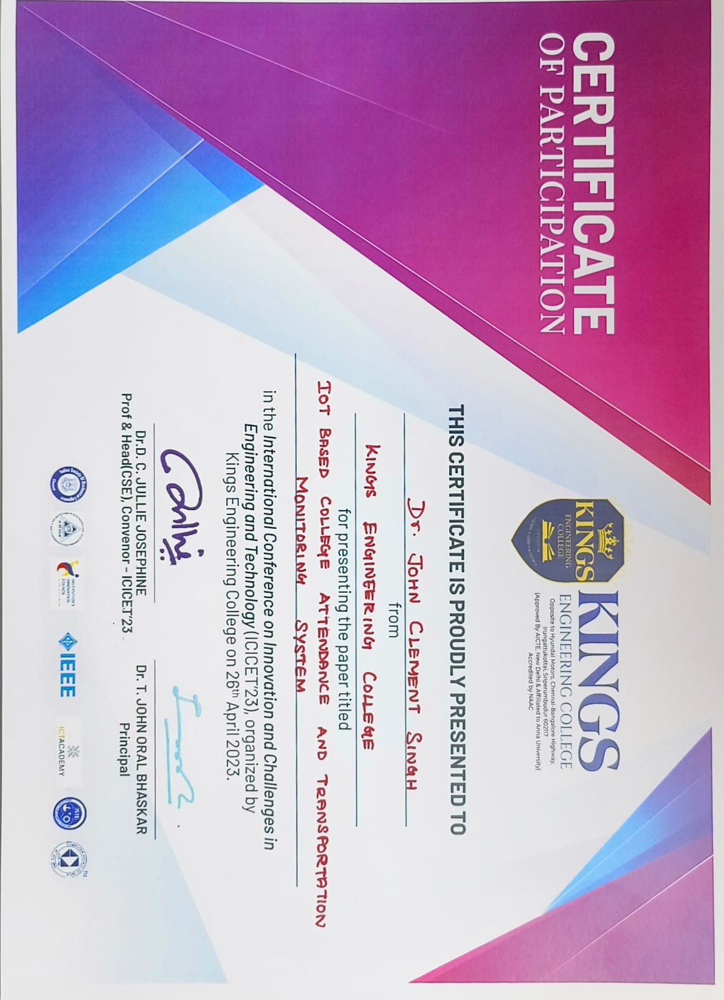 CERTIFICATE
OF PARTICIPATION
KINGS
ENGINEERING
COLLEGE
KINGS
ENGINEERING COLLEGE
Opposite to Hyundai Motors, Chennai-Bangalore Highway,
Irungattukottai, Sriperumbudur 602117
(Approved By AICTE, New Delhi & Affiliated to Anna University)
Accredited by NAAC
THIS CERTIFICATE IS PROUDLY PRESENTED TO
Dr. JOHN CLEMENT SINGH
from
KINGS ENGINEERING COLLEGE
for presenting the paper titled
IOT BASED COLLEGE ATTENDANCE AND TRANSPORTATION
MONITORING SYSTEM
in the International Conference on Innovation and Challenges in
Engineering and Technology (ICICET'23), organized by
Kings Engineering College on 26th April 2023.
Dr.D. C. JULLIE JOSEPHINE
Prof & Head(CSE), Convenor - ICICET'23
Dr. T. JOHN ORAL BHASKAR
Principal
INSTITUTION'S
INNOVATION
COUNCIL
IEEE
ICTACADEMY
ISTE